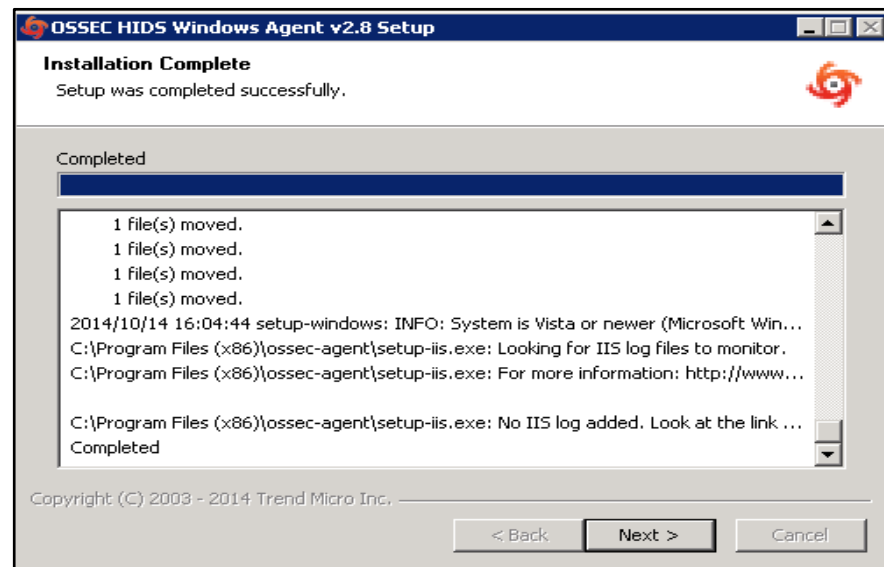 OSSEC HIDS Windows Agent v2.8 Setup
Installation Complete
Setup was completed successfully.
Completed
1 file(s) moved.
1 file(s) moved.
1 file(s) moved.
1 file(s) moved.
2014/10/14 16:04:44 setup-windows: INFO: System is Vista or newer (Microsoft Win...
C:\Program Files (x86)\ossec-agent\setup-iis.exe: Looking for IIS log files to monitor.
C:\Program Files (x86)\ossec-agent\setup-iis.exe: For more information: http://www...
C:\Program Files (x86)\ossec-agent\setup-iis.exe: No IIS log added. Look at the link ...
Completed
Copyright (C) 2003 - 2014 Trend Micro Inc.
< Back Next > Cancel